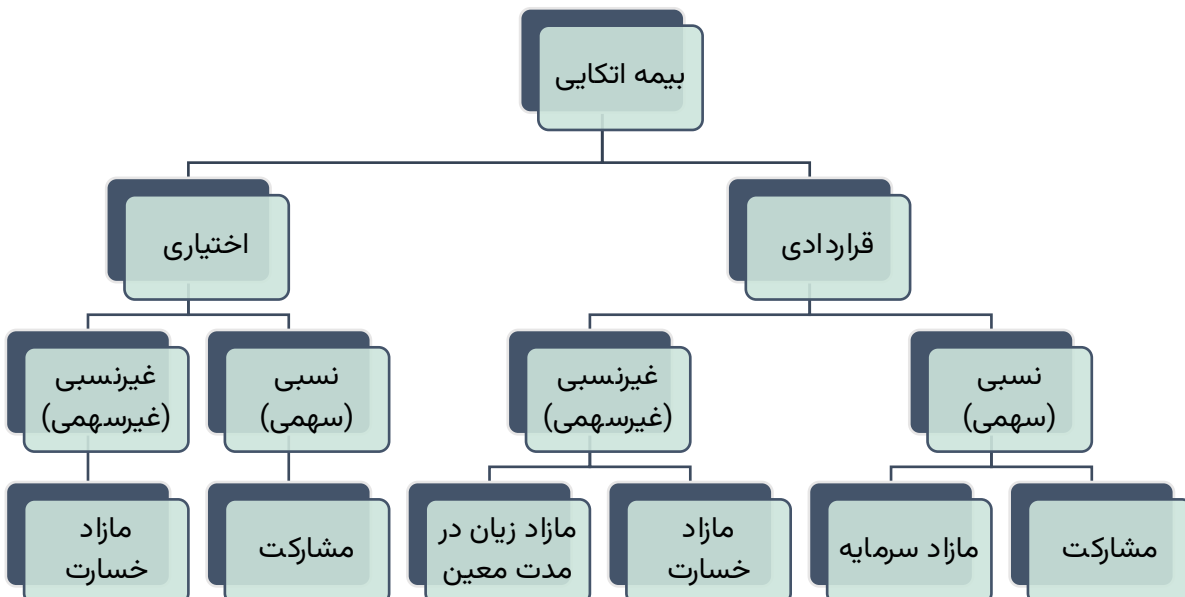 بیمه اتکایی
قراردادی
اختیاری
نسبی
(سهمی)
غیرنسبی
(غیرسهمی)
نسبی
(سهمی)
غیرنسبی
(غیرسهمی)
مشارکت
مازاد سرمایه
مازاد
خسارت
مازاد زیان در
مدت معین
مشارکت
مازاد
خسارت